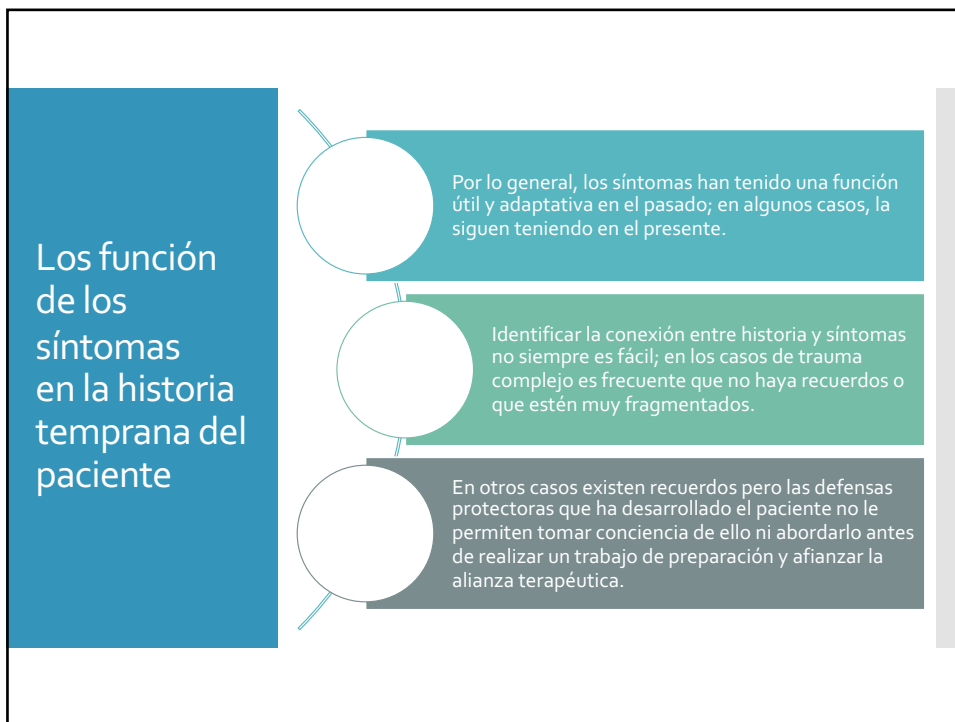 Los función
de los
síntomas
en la historia
temprana del
paciente
Por lo general, los síntomas han tenido una función
útil y adaptativa en el pasado; en algunos casos, la
siguen teniendo en el presente.
Identificar la conexión entre historia y síntomas
no siempre es fácil; en los casos de trauma
complejo es frecuente que no haya recuerdos o
que estén muy fragmentados.
En otros casos existen recuerdos pero las defensas
protectoras que ha desarrollado el paciente no le
permiten tomar conciencia de ello ni abordarlo antes
de realizar un trabajo de preparación y afianzar la
alianza terapéutica.